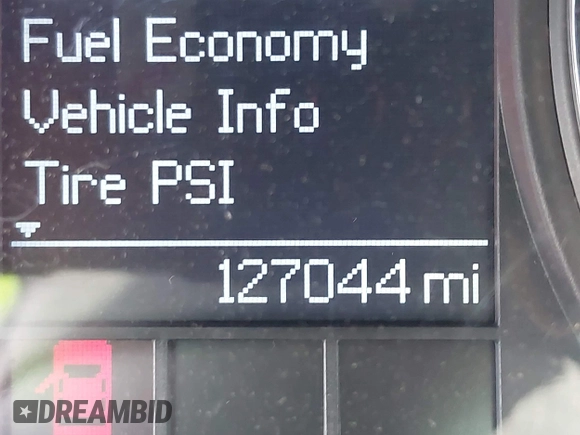 Fuel Economy
Vehicle Info
Tire PSI
127044 mi
DREAMBID